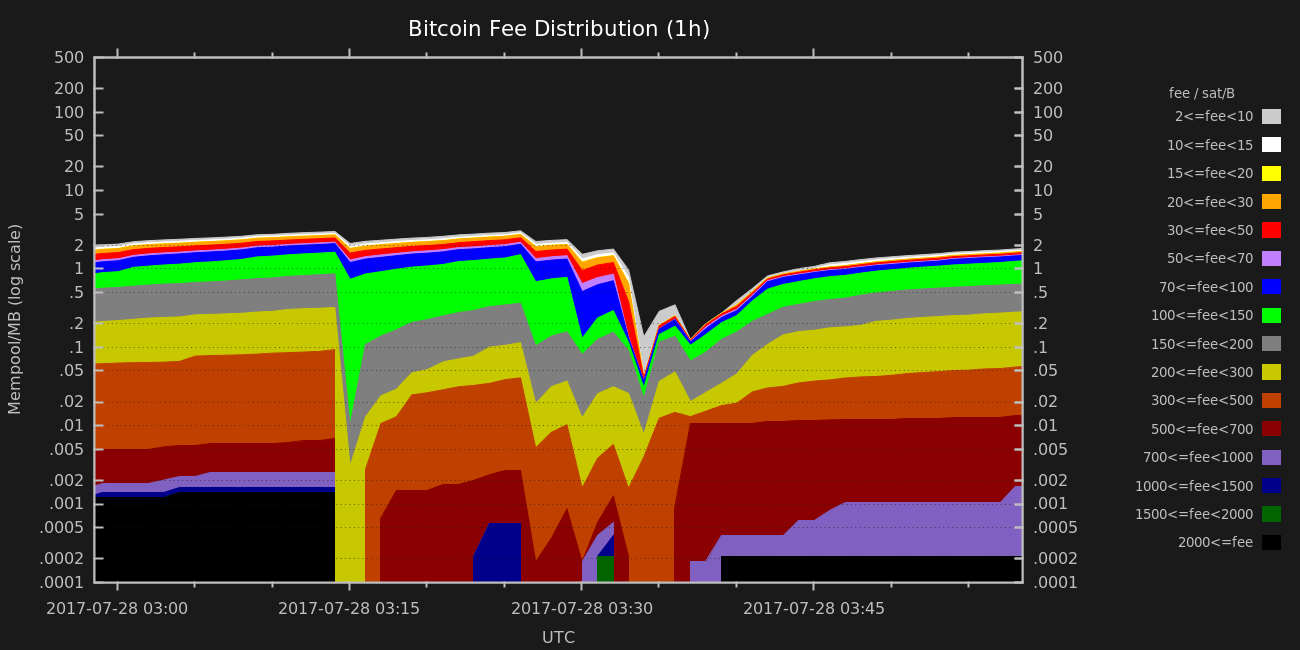 Bitcoin Fee Distribution (1h)
Mempool/MB (log scale)
500
200
100
50
20
10
5
2
1
.5
.2
.1
.05
.02
.01
.005
.002
.001
.0005
.0002
.0001
500
200
100
50
20
10
5
2
1
.5
.2
.1
.05
.02
.01
.005
.002
.001
.0005
.0002
.0001
2017-07-28 03:00
2017-07-28 03:15
2017-07-28 03:30
2017-07-28 03:45
UTC
fee / sat/B
2<=fee<10
10<=fee<15
15<=fee<20
20<=fee<30
30<=fee<50
50<=fee<70
70<=fee<100
100<=fee<150
150<=fee<200
200<=fee<300
300<=fee<500
500<=fee<700
700<=fee<1000
1000<=fee<1500
1500<=fee<2000
2000<=fee